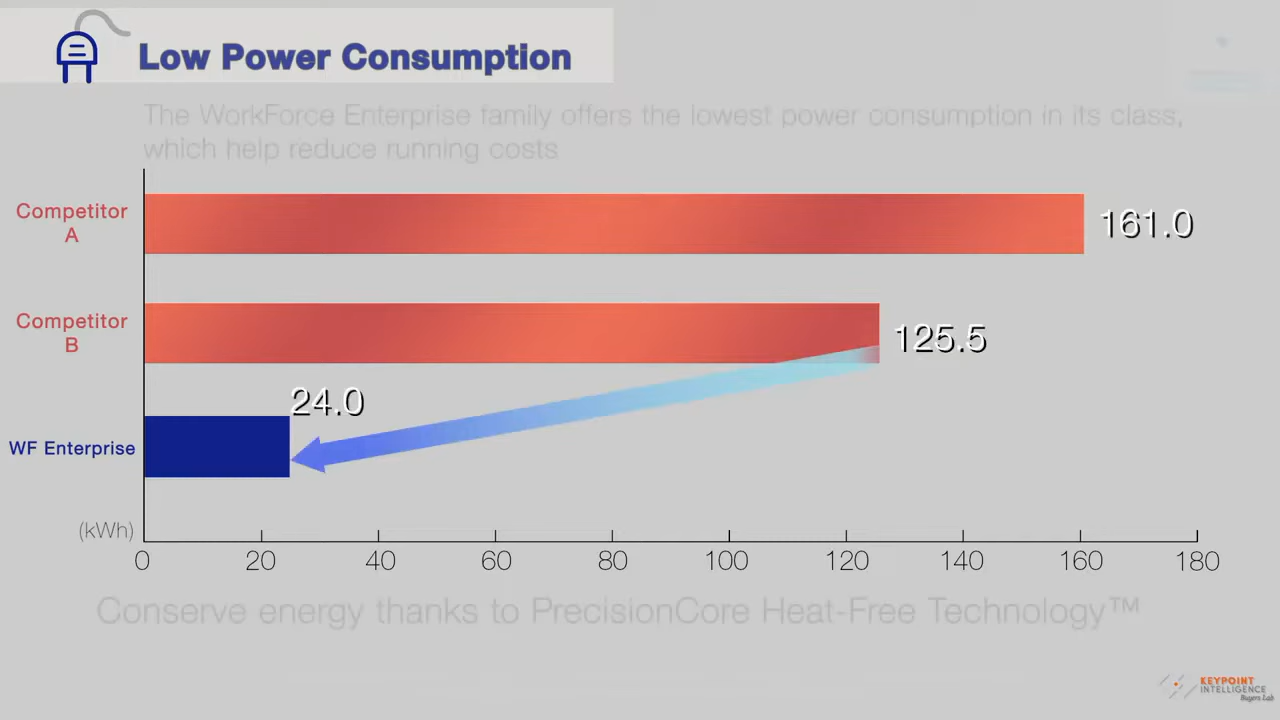 Low Power Consumption
The WorkForce Enterprise family offers the lowest power consumption in its class,
which help reduce running costs
Competitor
A
161.0
Competitor
B
125.5
24.0
WF Enterprise
(kWh)
0 20 40 60 80 100 120 140 160 180
Conserve energy thanks to PrecisionCore Heat-Free Technology™
KEYPOINT
INTELLIGENCE
Buyers Lab